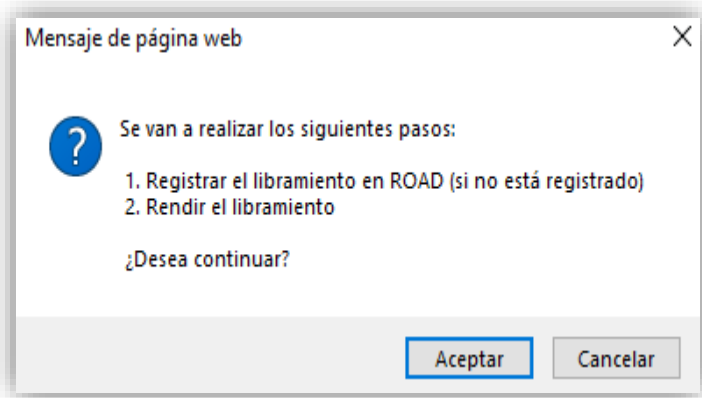 Mensaje de página web
Se van a realizar los siguientes pasos:
1. Registrar el libramiento en ROAD (si no está registrado)
2. Rendir el libramiento
¿Desea continuar?
Aceptar Cancelar